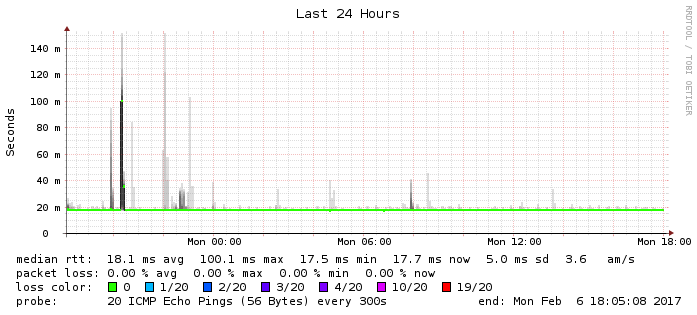 Last 24 Hours
RRDTOOL / TOBI OETIKER
Seconds
140 m
120 m
100 m
80 m
60 m
40 m
20 m
0
Mon 00:00 Mon 06:00 Mon 12:00 Mon 18:00
median rtt: 18.1 ms avg 100.1 ms max 17.5 ms min 17.7 ms now 5.0 ms sd 3.6 am/s
packet loss: 0.00 % avg 0.00 % max 0.00 % min 0.00 % now
loss color: 0 1/20 2/20 3/20 4/20 10/20 19/20
probe: 20 ICMP Echo Pings (56 Bytes) every 300s end: Mon Feb 6 18:05:08 2017